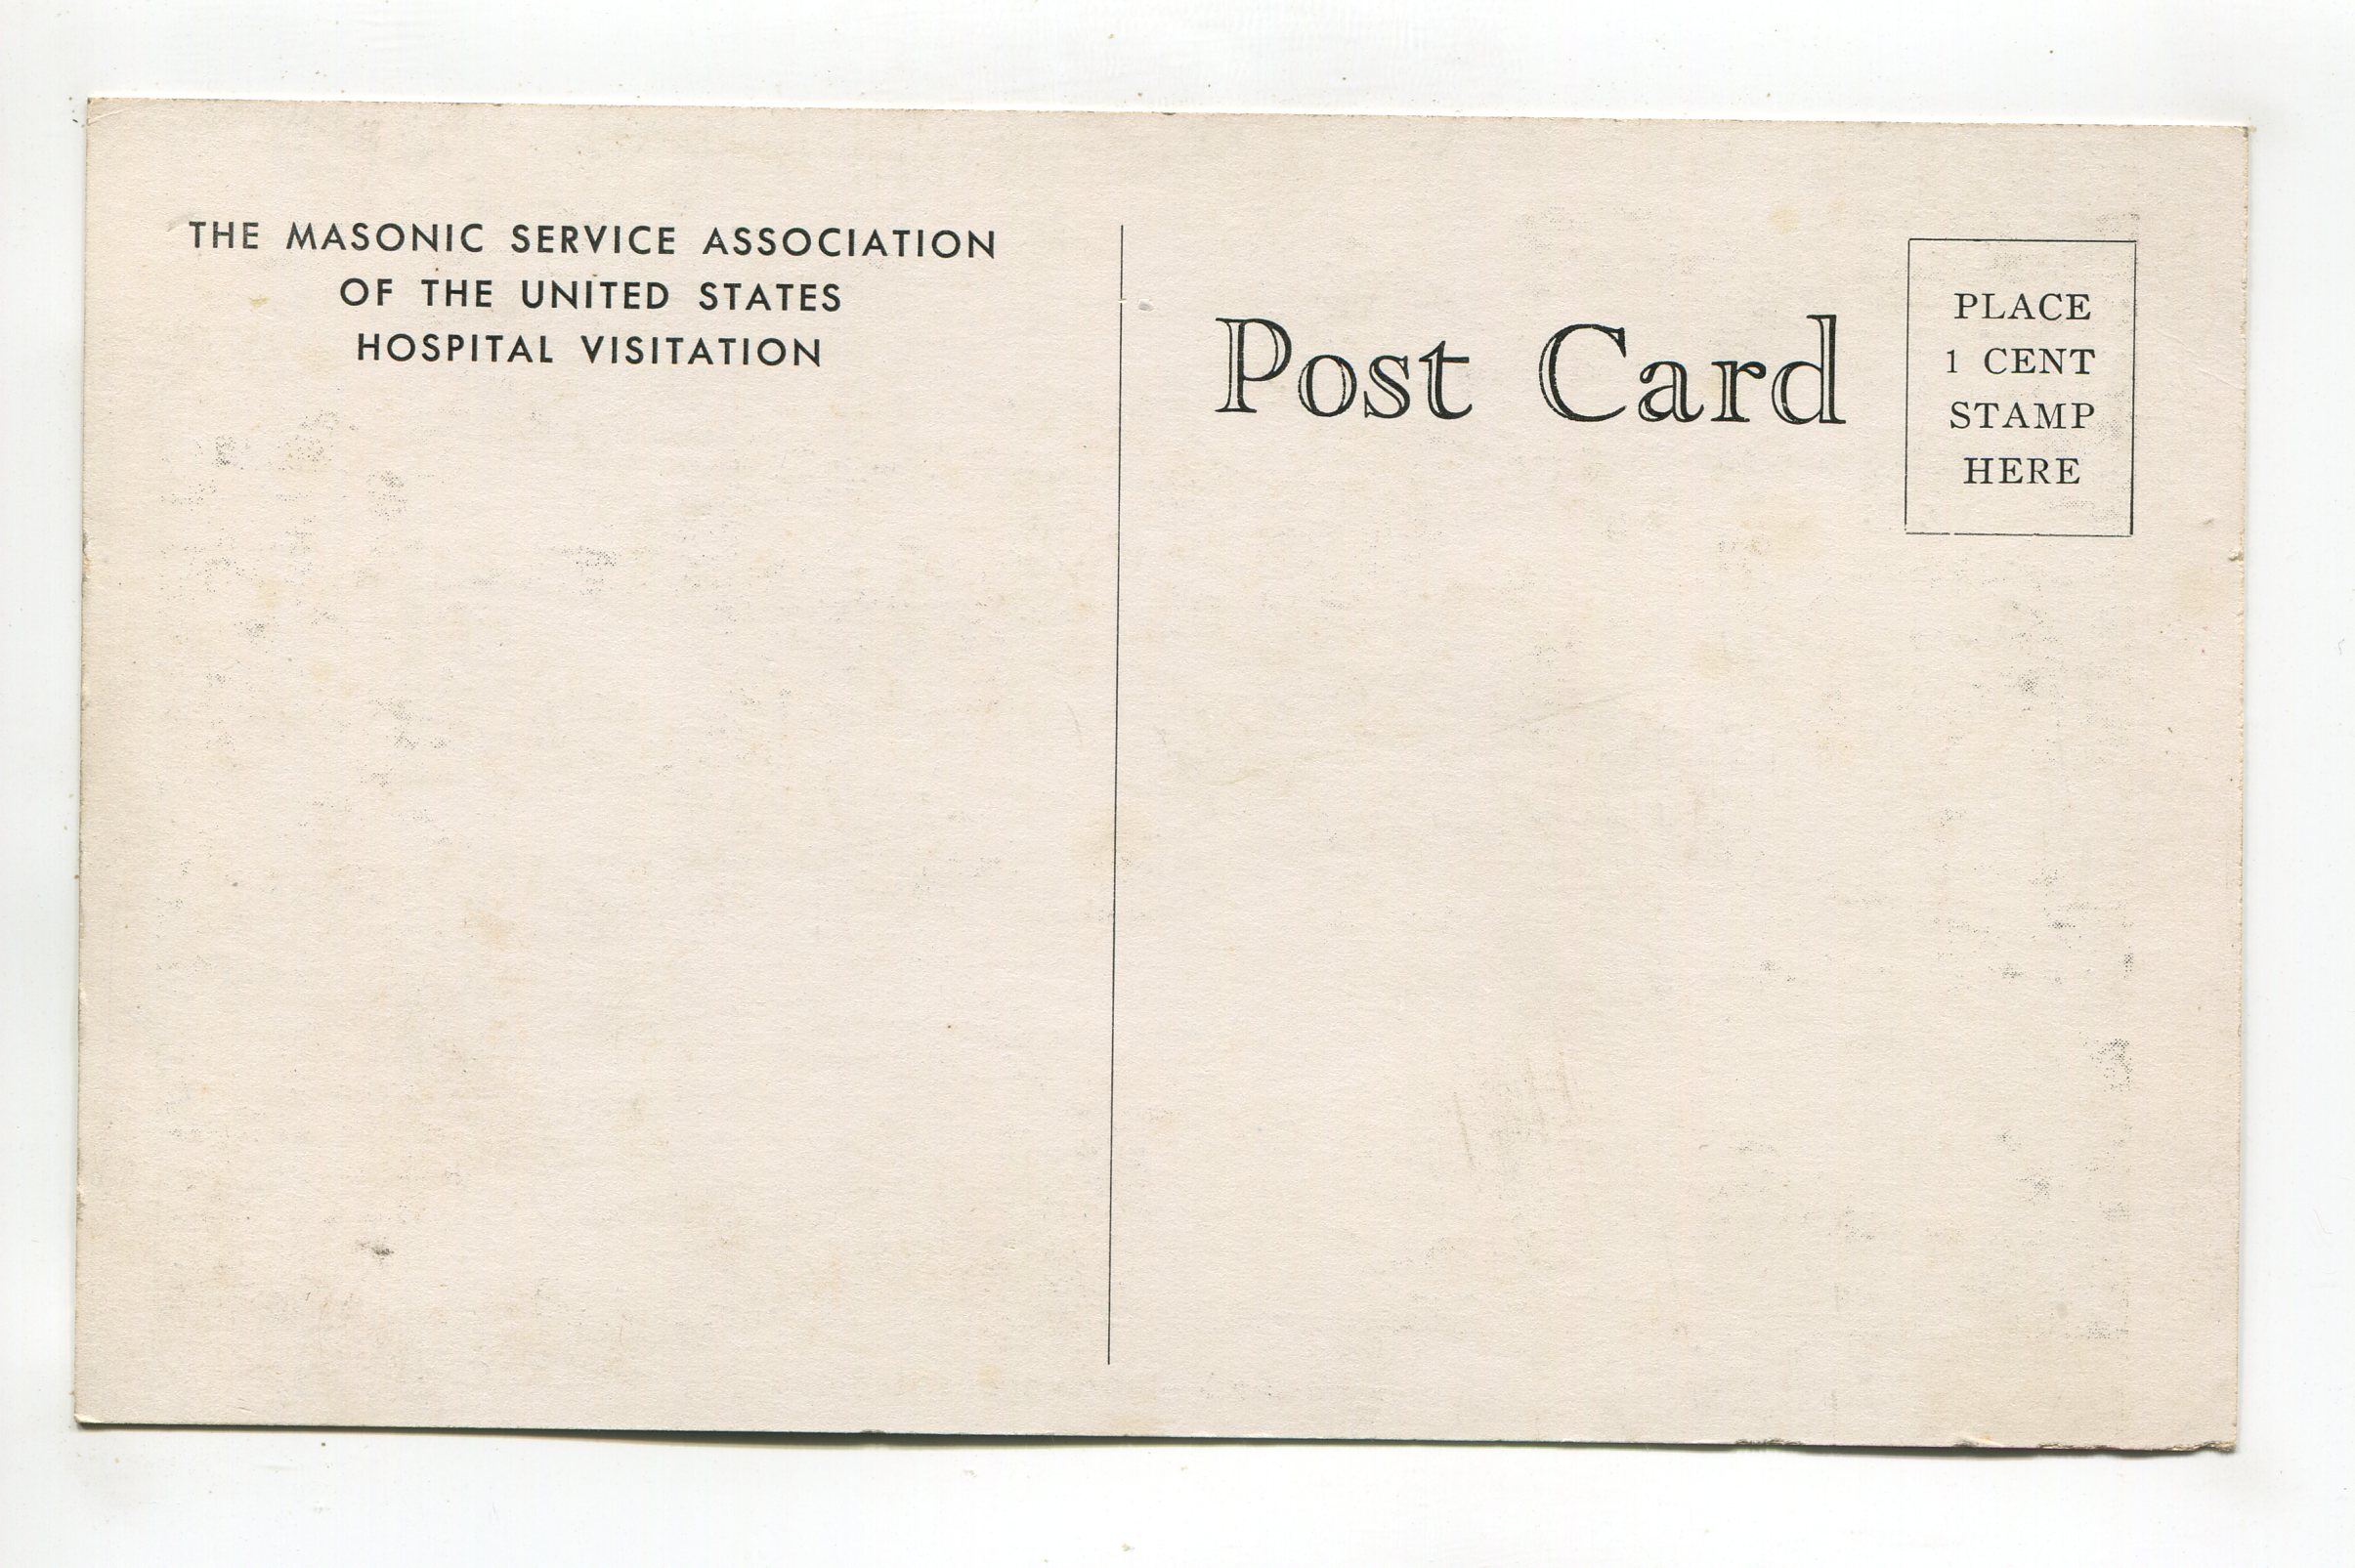 THE MASONIC SERVICE ASSOCIATION
OF THE UNITED STATES
HOSPITAL VISITATION
Post Card
PLACE
1 CENT
STAMP
HERE